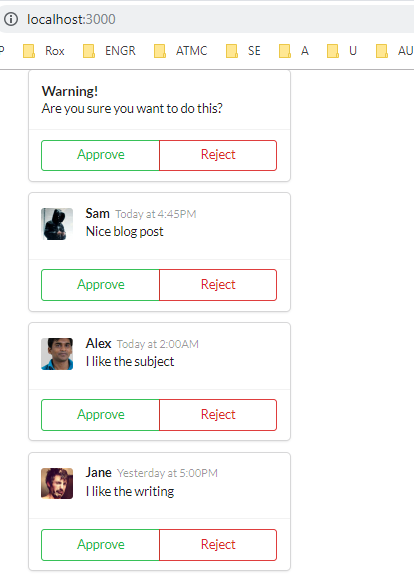 localhost:3000
P Rox ENGR ATMC SE A U AU
Warning!
Are you sure you want to do this?
Approve Reject
Sam Today at 4:45PM
Nice blog post
Approve Reject
Alex Today at 2:00AM
I like the subject
Approve Reject
Jane Yesterday at 5:00PM
I like the writing
Approve Reject